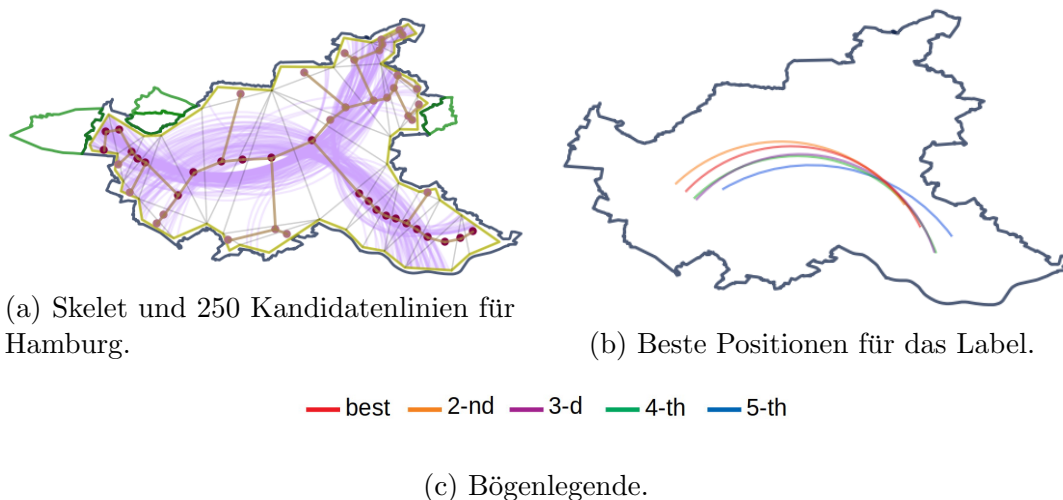 (a) Skelet und 250 Kandidatenlinien für
Hamburg.
(b) Beste Positionen für das Label.
best 2-nd 3-d 4-th 5-th
(c) Bögenlegende.